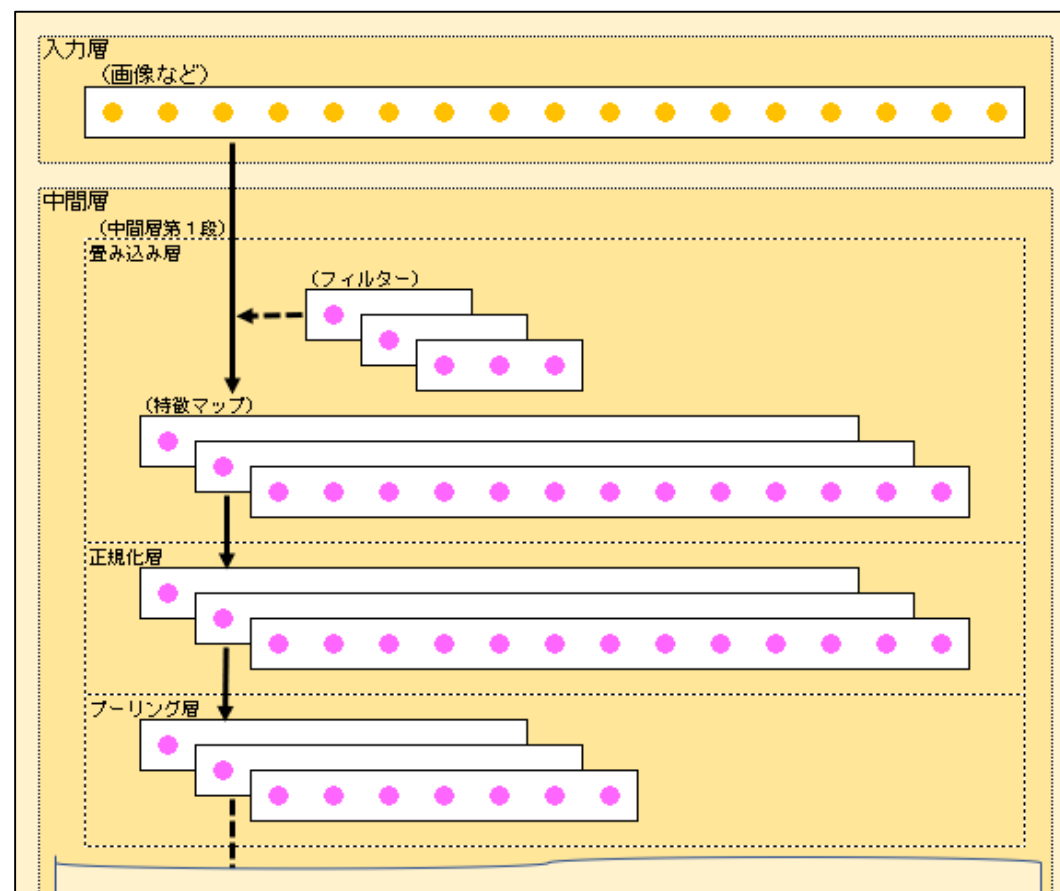 入力層
（画像など）
中間層
（中間層第１段）
畳み込み層
（フィルター）
（特徴マップ）
正規化層
プーリング層